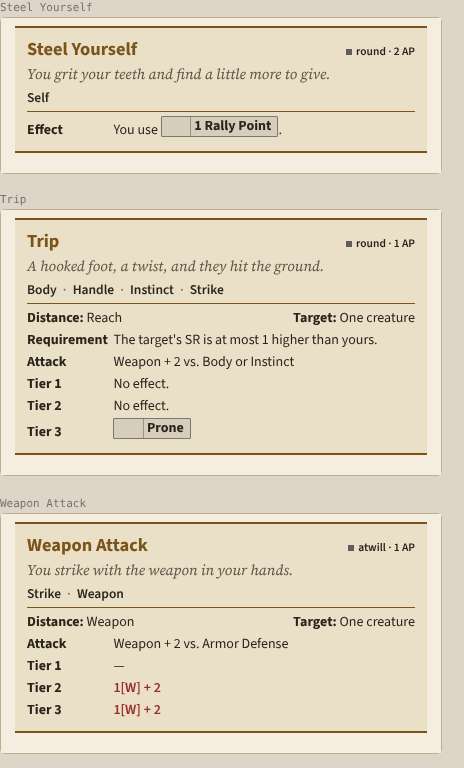 Steel Yourself
Steel Yourself round · 2 AP
You grit your teeth and find a little more to give.
Self
Effect You use 1 Rally Point.
Trip
Trip round · 1 AP
A hooked foot, a twist, and they hit the ground.
Body · Handle · Instinct · Strike
Distance: Reach Target: One creature
Requirement The target's SR is at most 1 higher than yours.
Attack Weapon + 2 vs. Body or Instinct
Tier 1 No effect.
Tier 2 No effect.
Tier 3 Prone
Weapon Attack
Weapon Attack atwill · 1 AP
You strike with the weapon in your hands.
Strike · Weapon
Distance: Weapon Target: One creature
Attack Weapon + 2 vs. Armor Defense
Tier 1 —
Tier 2 1[W] + 2
Tier 3 1[W] + 2